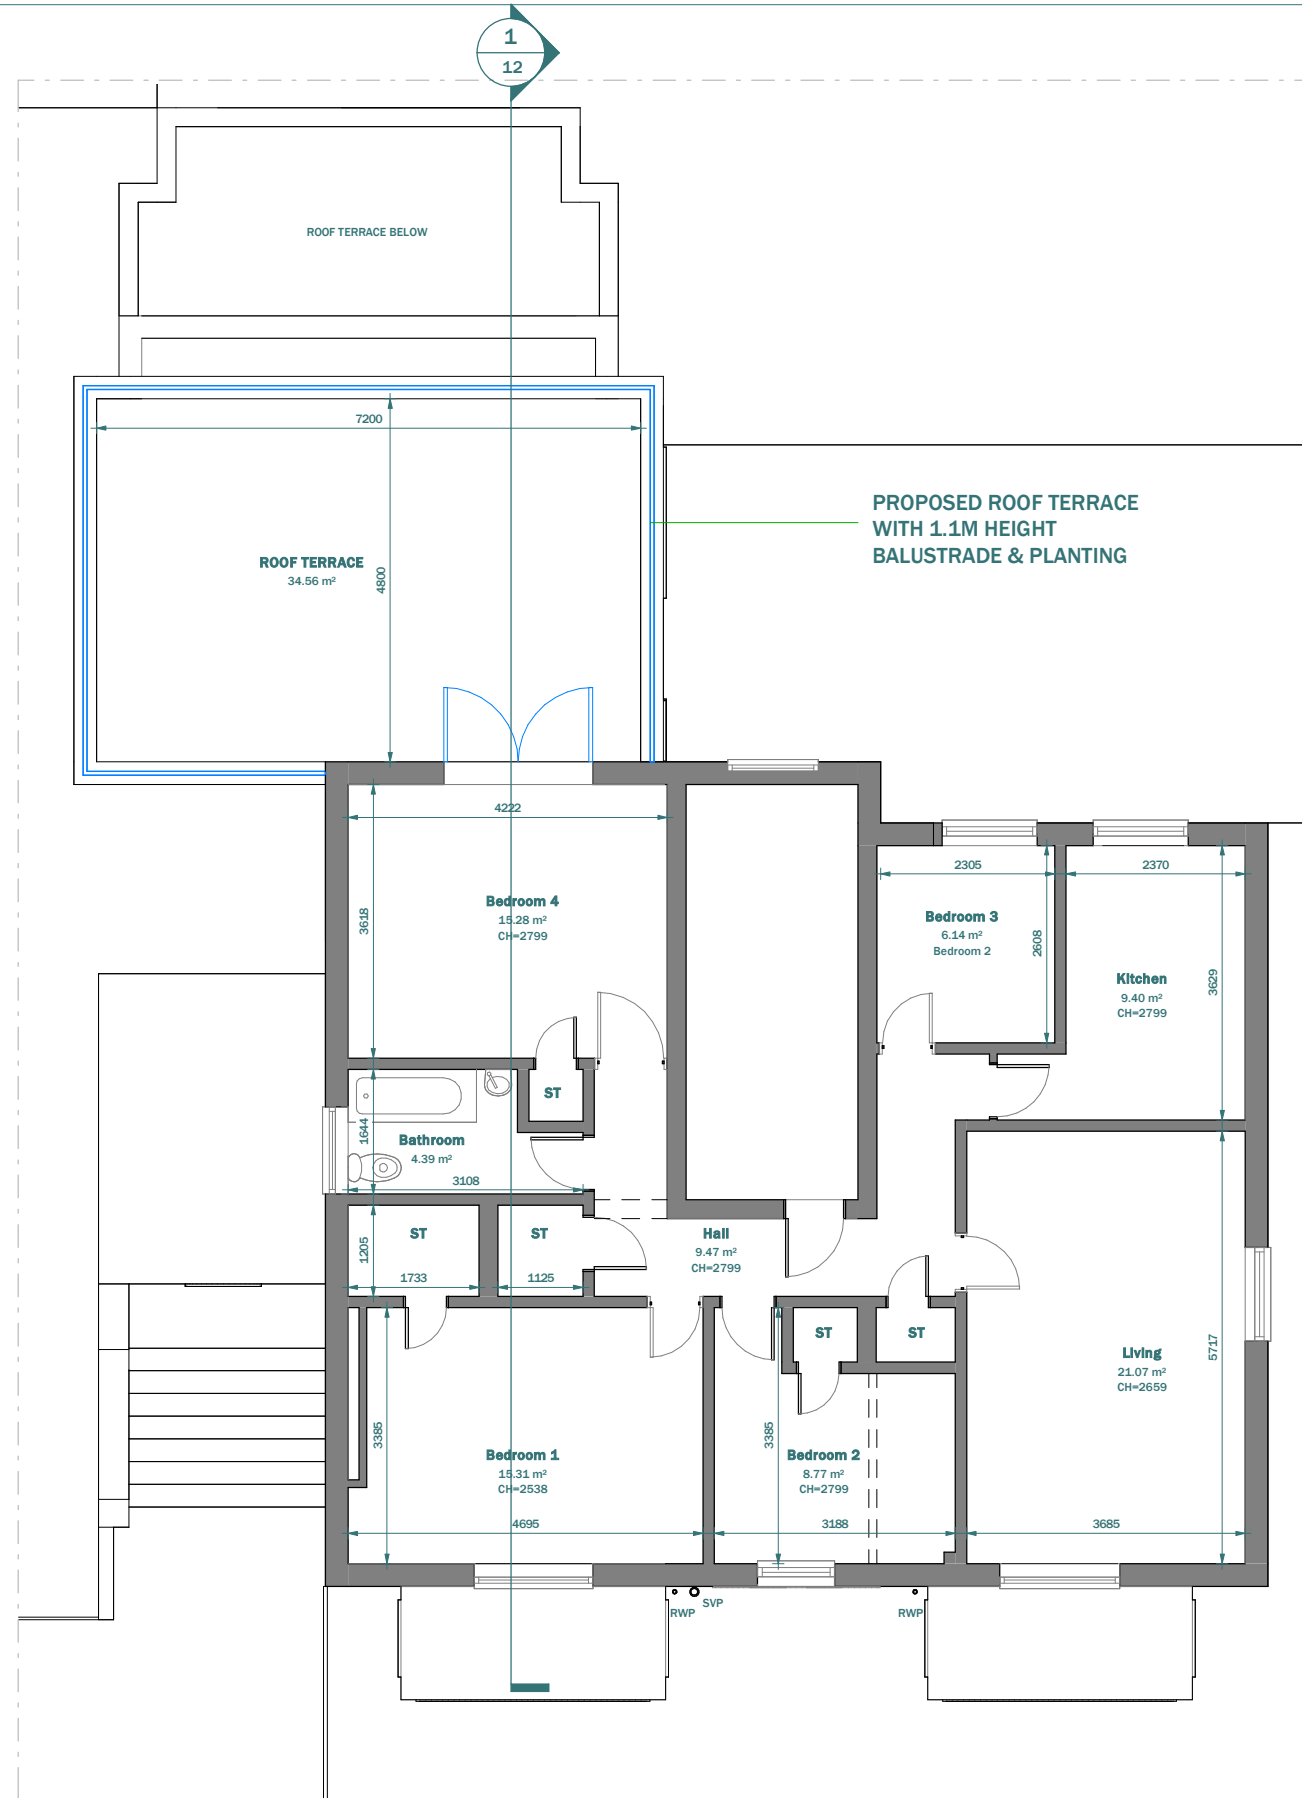 1
12
ROOF TERRACE BELOW
7200
PROPOSED ROOF TERRACE
WITH 1.1M HEIGHT
BALUSTRADE & PLANTING
ROOF TERRACE
34.56 m²
4800
4222
3618
Bedroom 4
15.28 m²
CH=2799
2305
2370
Bedroom 3
6.14 m²
Bedroom 2
2608
Kitchen
9.40 m²
CH=2799
3629
ST
1644
Bathroom
4.39 m²
3108
1205
ST
1733
ST
1125
Hall
9.47 m²
CH=2799
ST
ST
Living
21.07 m²
CH=2659
5717
3385
Bedroom 1
15.31 m²
CH=2538
4695
3385
Bedroom 2
8.77 m²
CH=2799
3188
3685
RWP
SVP
RWP